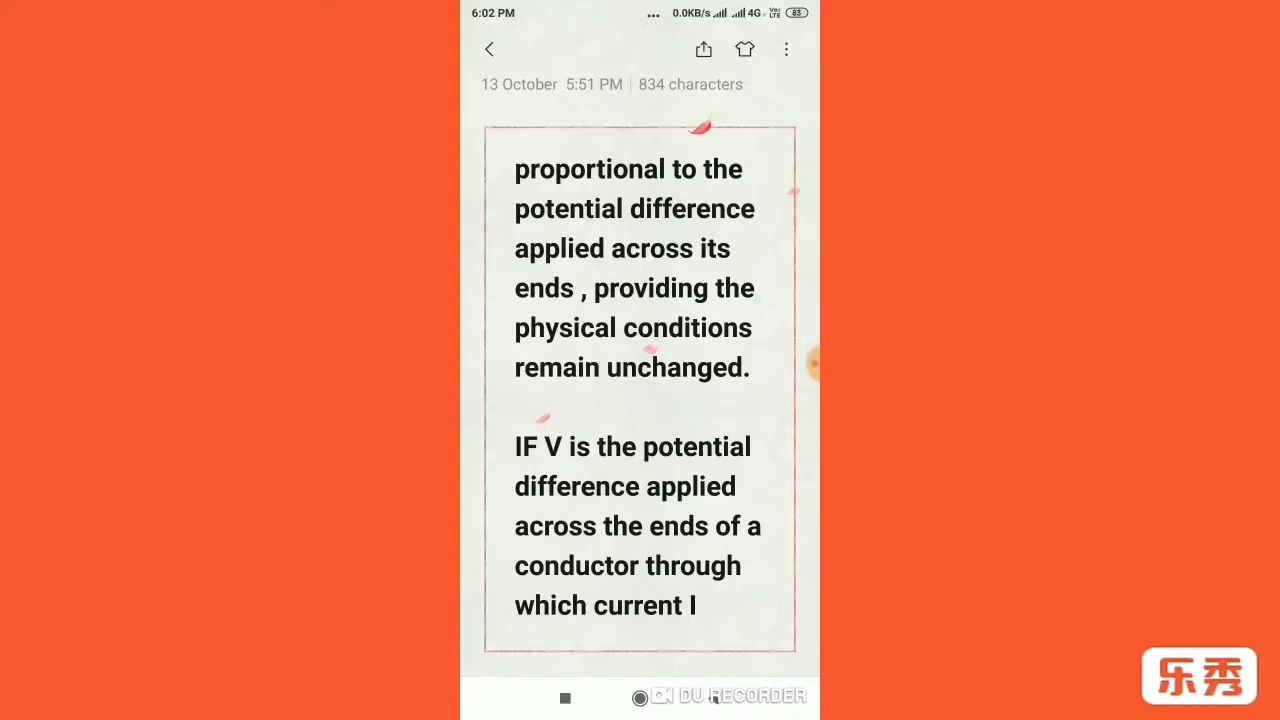 6:02 PM ... 0.0KB/s 4G Vo) LTE 83
13 October 5:51 PM | 834 characters
proportional to the
potential difference
applied across its
ends , providing the
physical conditions
remain unchanged.
IF V is the potential
difference applied
across the ends of a
conductor through
which current I
DU RECORDER
乐秀